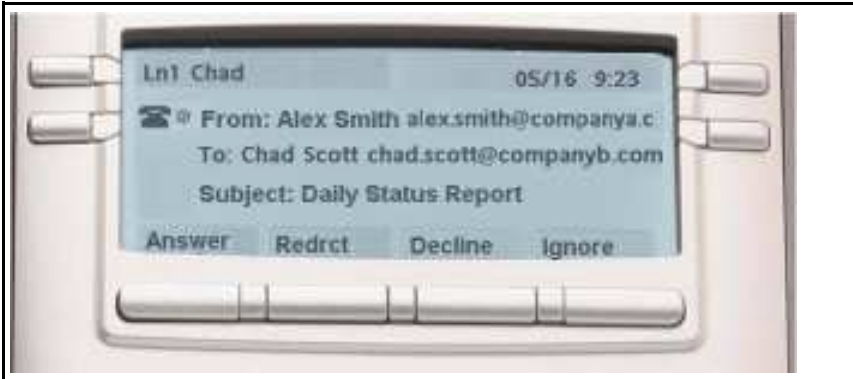 Ln1 Chad 05/16 9:23
From: Alex Smith alex.smith@companya.c
To: Chad Scott chad.scott@companyb.com
Subject: Daily Status Report
Answer Redrct Decline Ignore